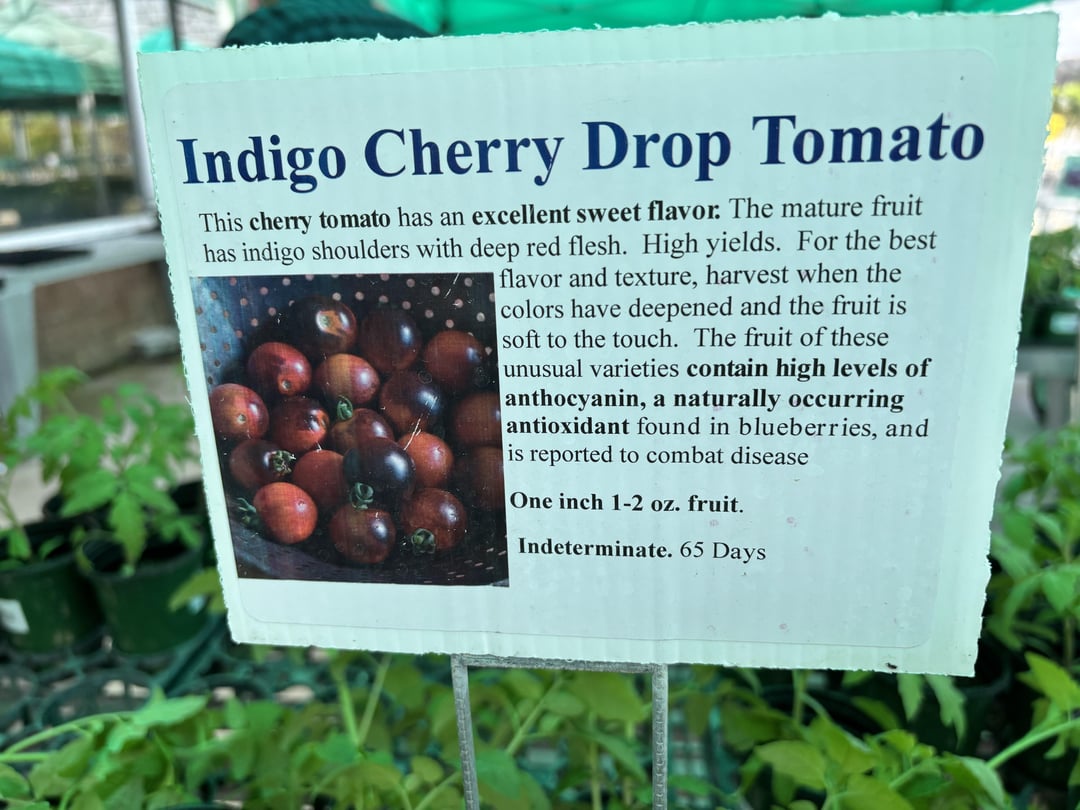 Indigo Cherry Drop Tomato
This cherry tomato has an excellent sweet flavor. The mature fruit
has indigo shoulders with deep red flesh. High yields. For the best
flavor and texture, harvest when the
colors have deepened and the fruit is
soft to the touch. The fruit of these
unusual varieties contain high levels of
anthocyanin, a naturally occurring
antioxidant found in blueberries, and
is reported to combat disease
One inch 1-2 oz. fruit.
Indeterminate. 65 Days